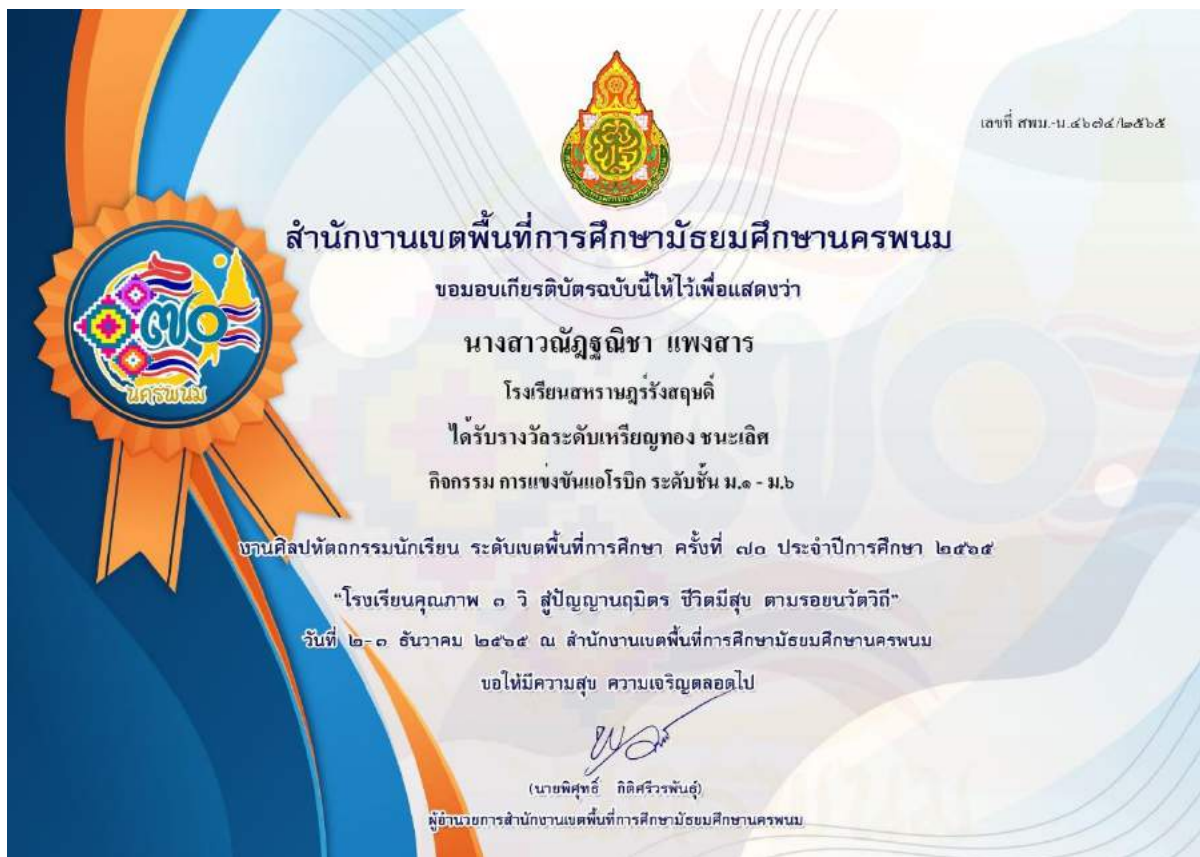 เลขที่ สพม.-น.๔๖๗๔/๒๕๖๕
สำนักงานเขตพื้นที่การศึกษามัธยมศึกษานครพนม
ขอมอบเกียรติบัตรฉบับนี้ให้ไว้เพื่อแสดงว่า
นางสาวณัฎฐณิชา แพงสาร
โรงเรียนสหราษฎร์รังสฤษดิ์
ได้รับรางวัลระดับเหรียญทอง ชนะเลิศ
กิจกรรม การแข่งขันแอโรบิก ระดับชั้น ม.๑ - ม.๖
๗๐
นครพนม
งานศิลปหัตถกรรมนักเรียน ระดับเขตพื้นที่การศึกษา ครั้งที่ ๗๐ ประจำปีการศึกษา ๒๕๖๕
“โรงเรียนคุณภาพ ๓ วิ สู่ปัญญานฤมิตร ชีวิตมีสุข ตามรอยนวัตวิถี”
วันที่ ๒-๓ ธันวาคม ๒๕๖๕ ณ สำนักงานเขตพื้นที่การศึกษามัธยมศึกษานครพนม
ขอให้มีความสุข ความเจริญตลอดไป
(นายพิศุทธิ์ กิติศรีวรพันธุ์)
ผู้อำนวยการสำนักงานเขตพื้นที่การศึกษามัธยมศึกษานครพนม